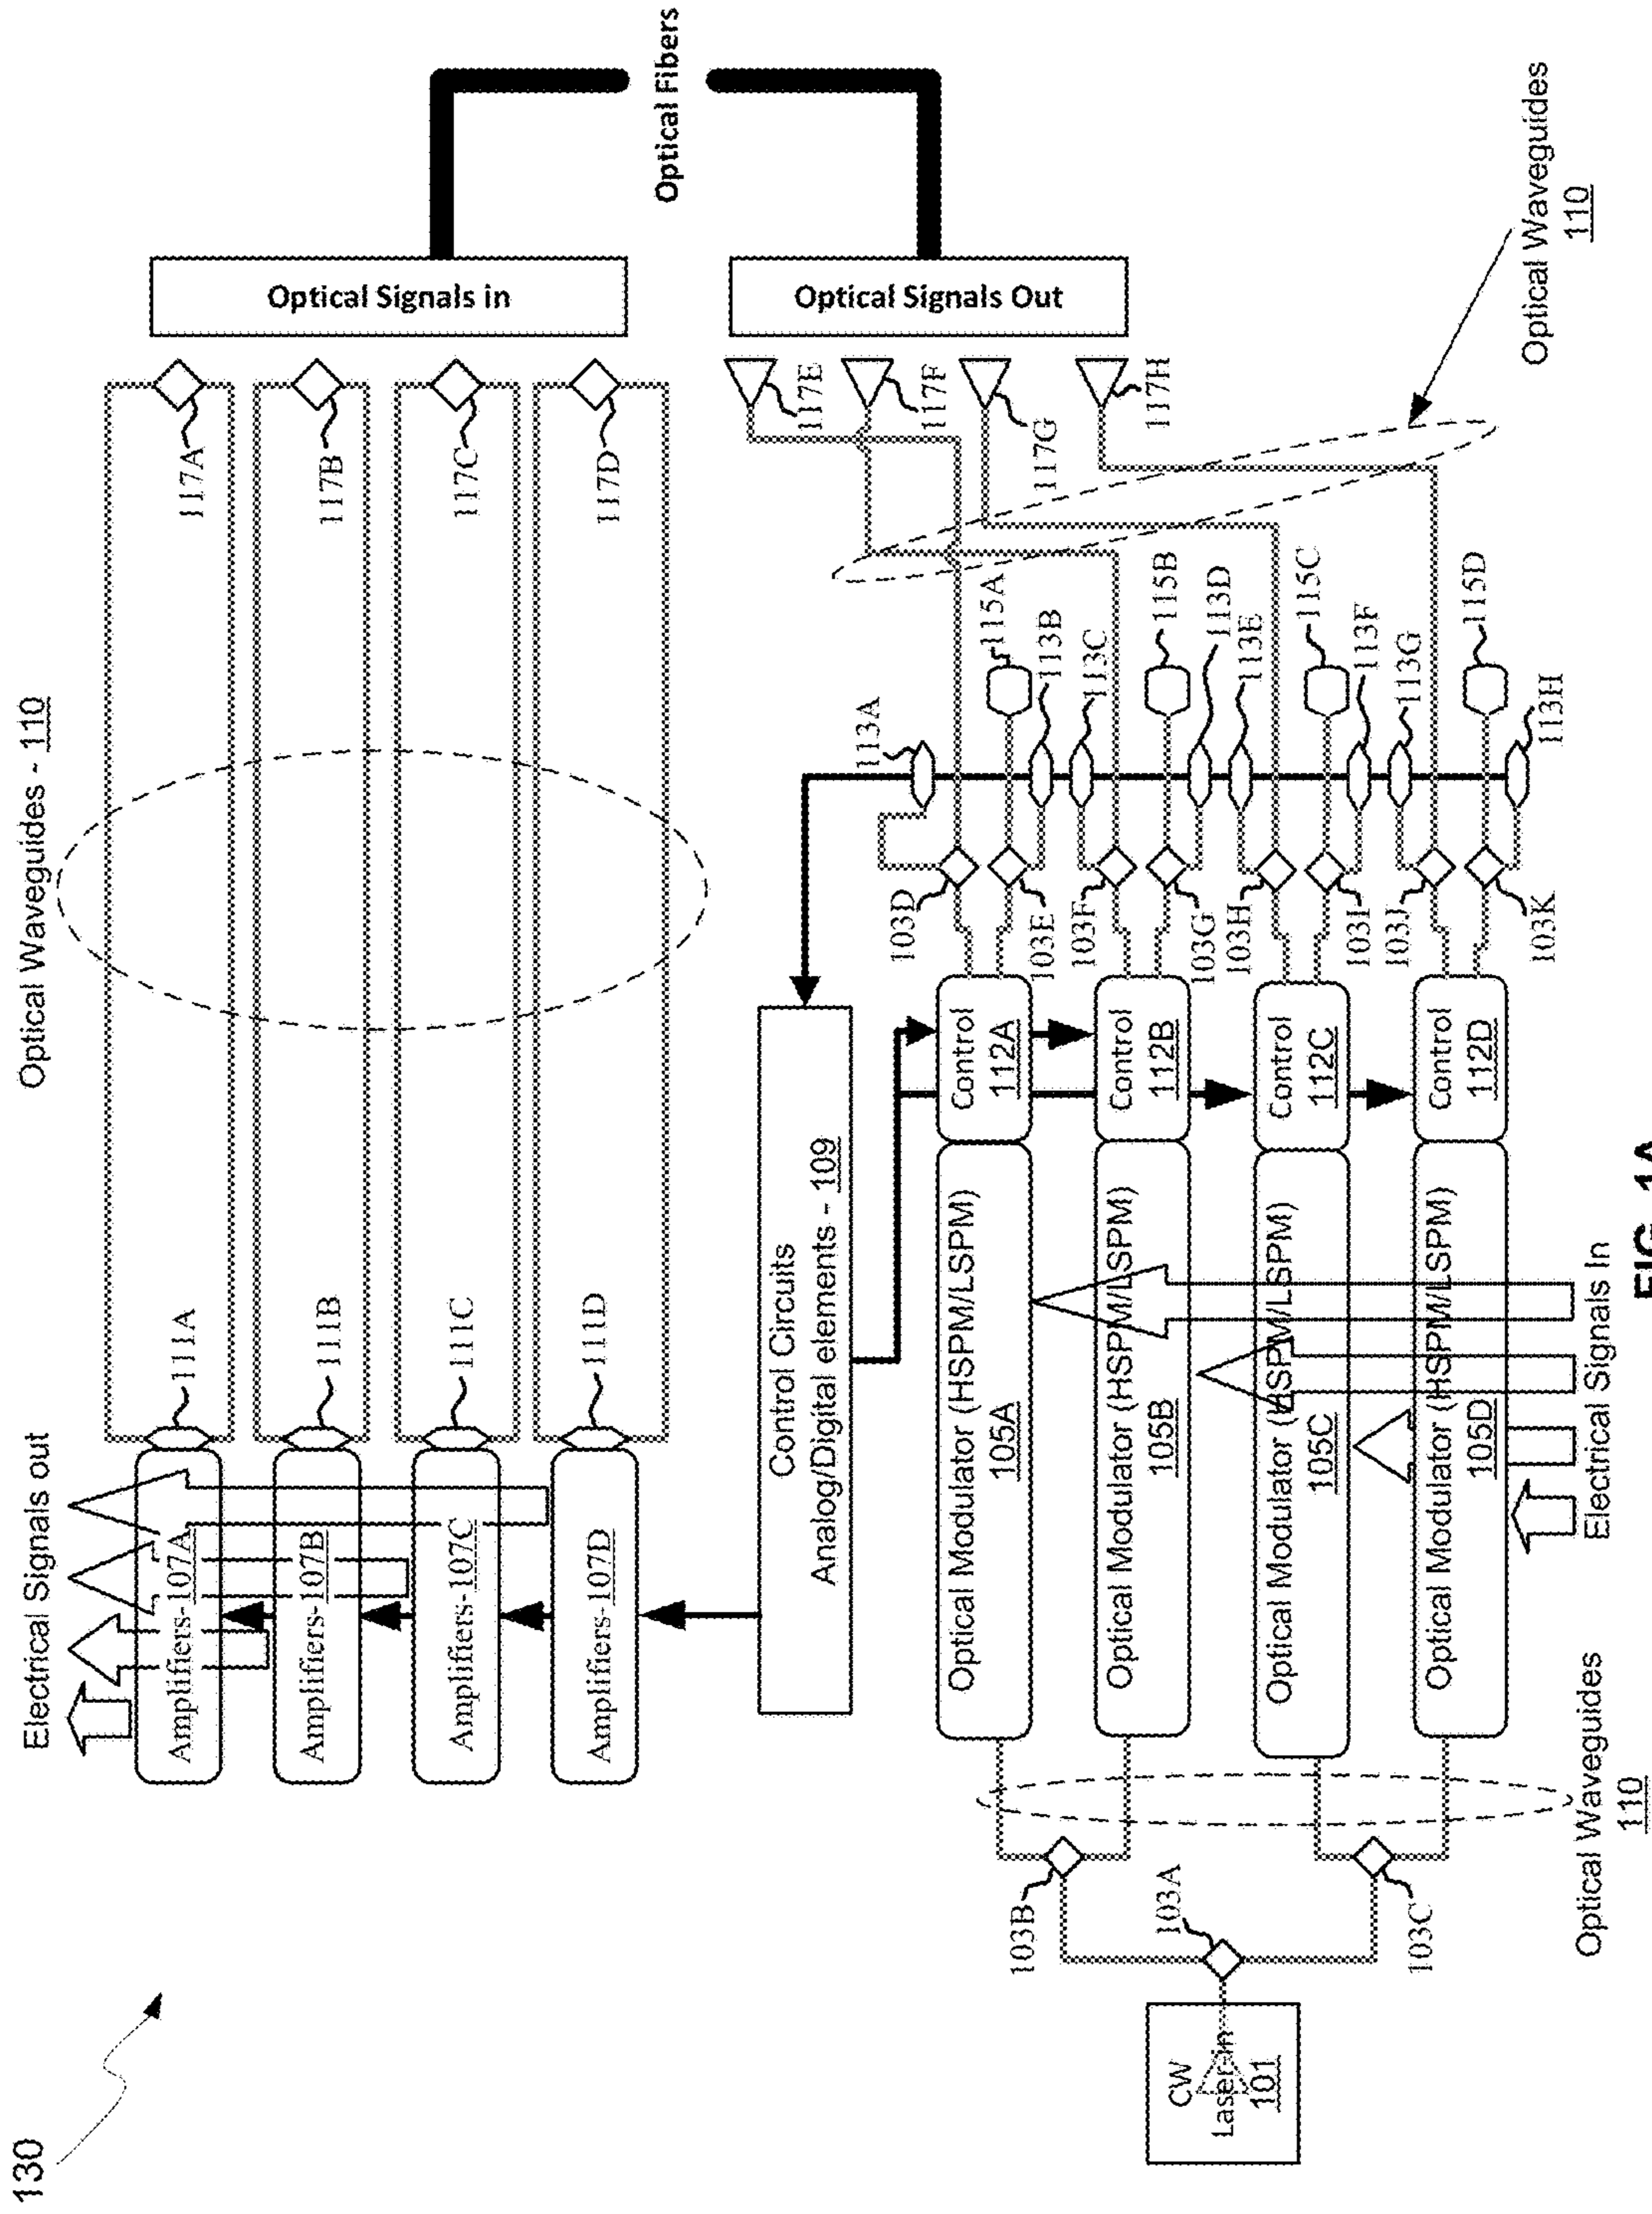 130
Electrical Signals out
Optical Waveguides - 110
Amplifiers-107A
111A
117A
Amplifiers-107B
111B
117B
Amplifiers-107C
111C
117C
Amplifiers-107D
111D
117D
Optical Signals in
Optical Fibers
Optical Signals Out
Control Circuits
Analog/Digital elements - 109
117E
117F
117G
117H
CW
Laser in
101
103A
103B
103C
Optical Waveguides
110
Optical Modulator (HSPM/LSPM)
105A
Control
112A
Optical Modulator (HSPM/LSPM)
105B
Control
112B
Optical Modulator (HSPM/LSPM)
105C
Control
112C
Optical Modulator (HSPM/LSPM)
105D
Control
112D
103D
103E
103F
103G
103H
103I
103J
103K
113A
115A
113B
113C
115B
113D
113E
115C
113F
113G
115D
113H
Optical Waveguides
110
Electrical Signals In
FIG. 1A